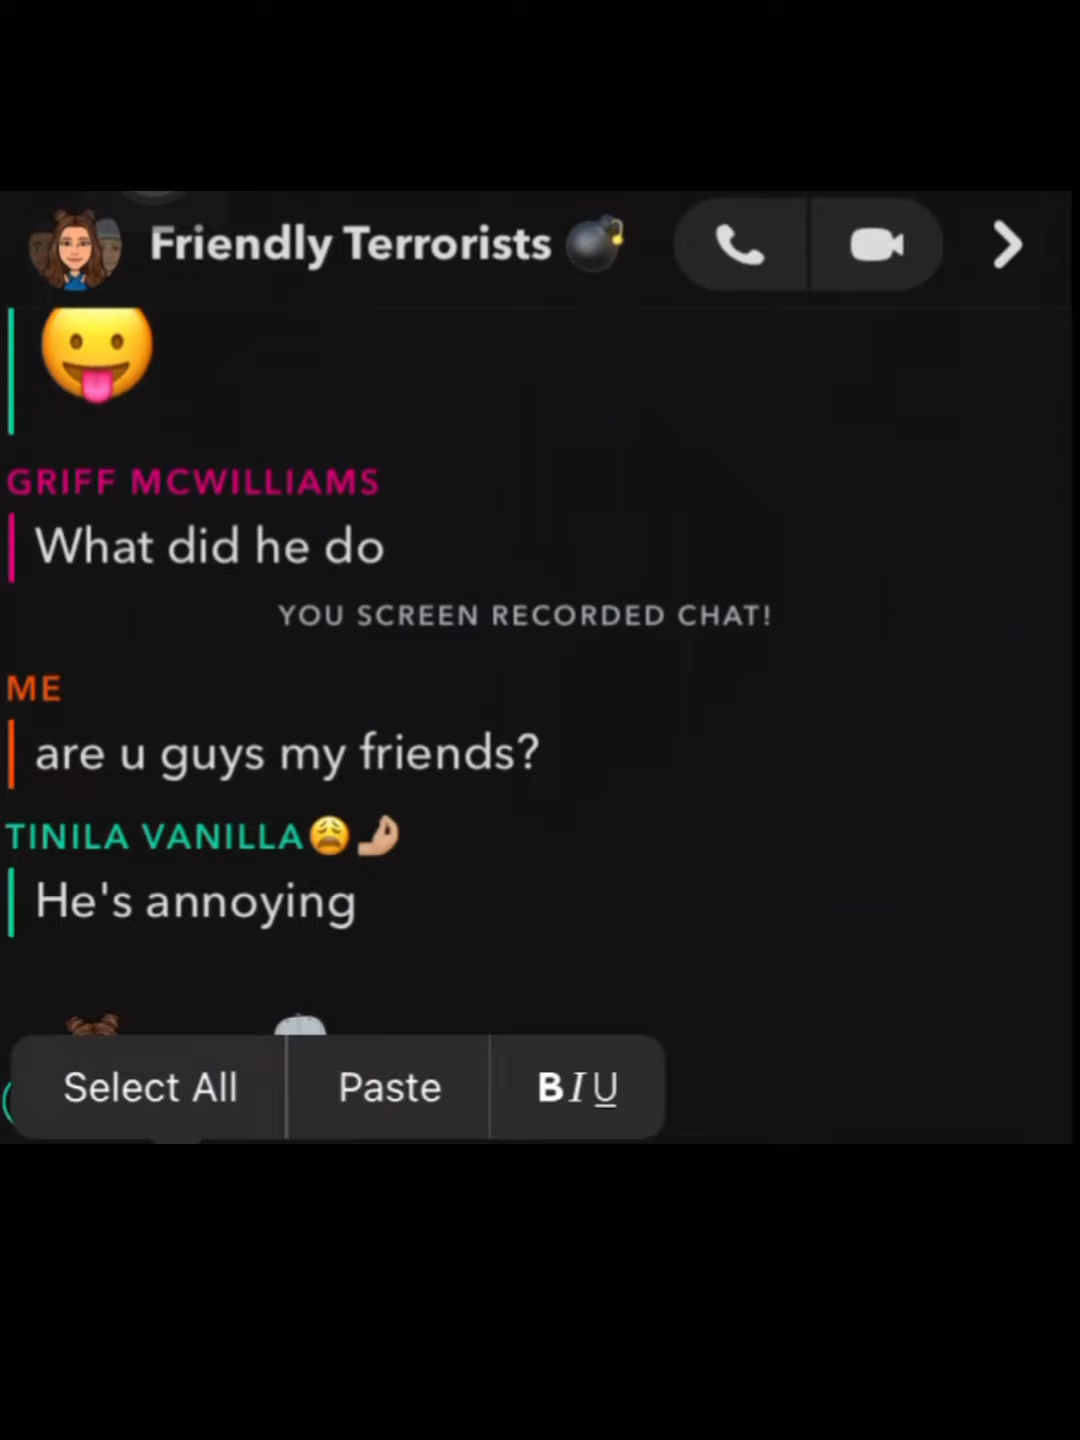 Friendly Terrorists 💣
😛
GRIFF MCWILLIAMS
What did he do
YOU SCREEN RECORDED CHAT!
ME
are u guys my friends?
TINILA VANILLA😩🤌🏼
He's annoying
Select All Paste BIU